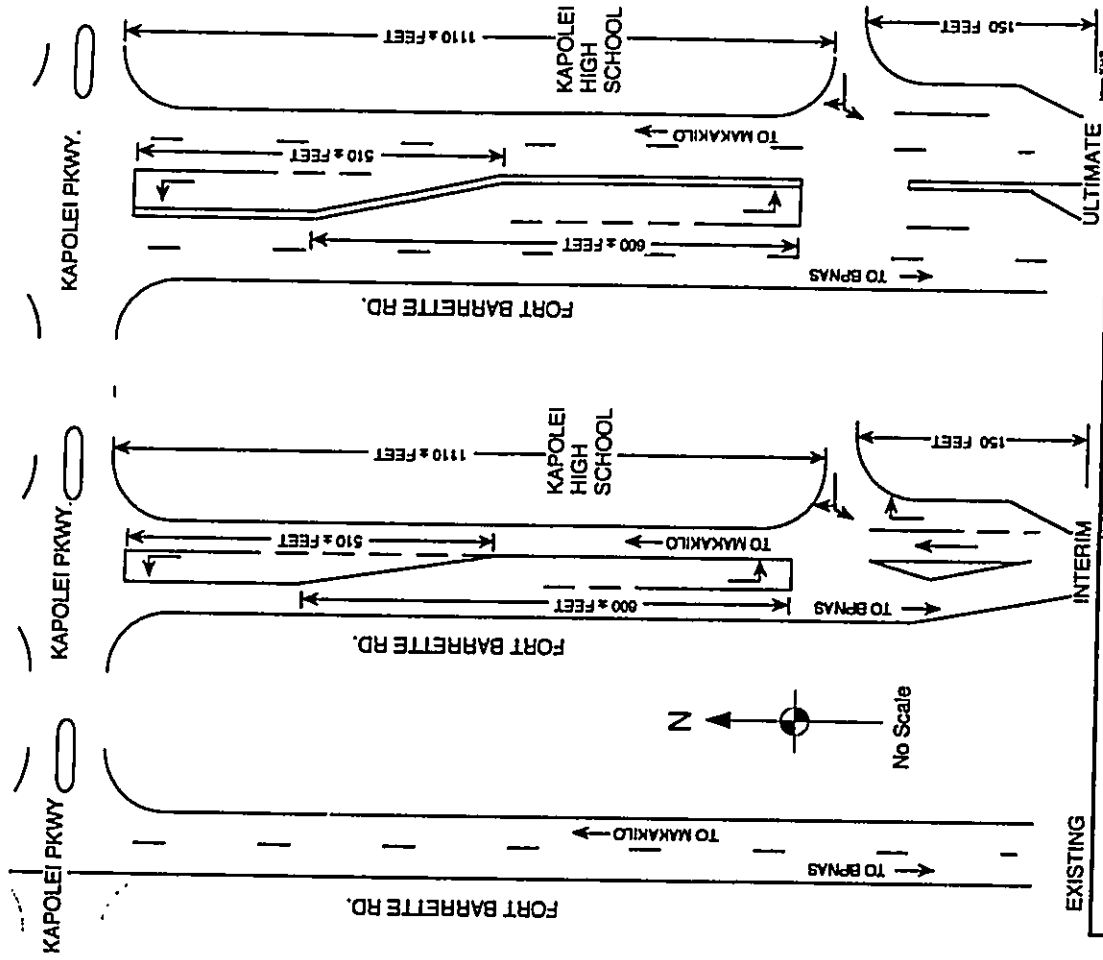 KAPOLEI PKWY.
1110 ± FEET
KAPOLEI
HIGH
SCHOOL
510 ± FEET
TO MAKAKILO
600 ± FEET
TO BPNAS
FORT BARRETTE RD.
150 FEET
ULTIMATE
KAPOLEI PKWY.
1110 ± FEET
KAPOLEI
HIGH
SCHOOL
510 ± FEET
TO MAKAKILO
600 ± FEET
TO BPNAS
FORT BARRETTE RD.
150 FEET
INTERIM
N
No Scale
KAPOLEI PKWY
TO MAKAKILO
TO BPNAS
FORT BARRETTE RD.
EXISTING